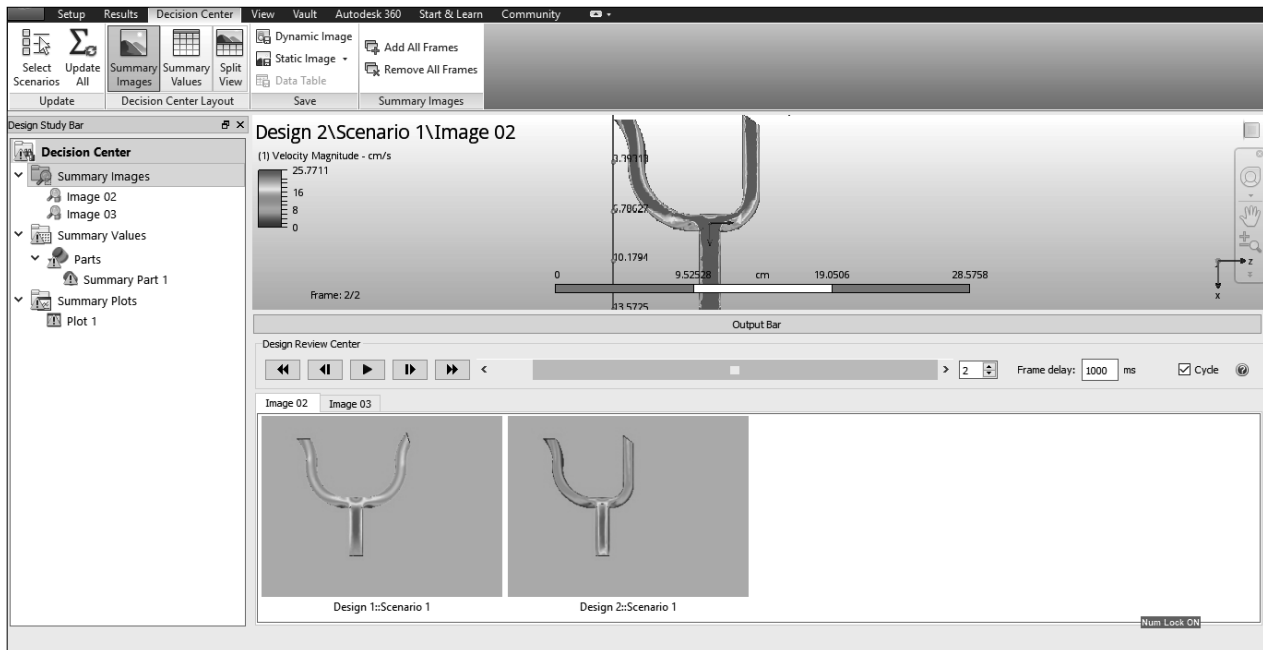 Setup Results Decision Center View Vault Autodesk 360 Start & Learn Community
Select Scenarios
Update All
Summary Images
Summary Values
Split View
Dynamic Image
Static Image
Data Table
Add All Frames
Remove All Frames
Update
Decision Center Layout
Save
Summary Images
Design Study Bar
Decision Center
Summary Images
Image 02
Image 03
Summary Values
Parts
Summary Part 1
Summary Plots
Plot 1
Design 2\Scenario 1\Image 02
(1) Velocity Magnitude - cm/s
25.7711
16
8
0
3.39313
6.78627
10.1794
13.5725
0 9.52528 cm 19.0506 28.5758
Frame: 2/2
z
x
Output Bar
Design Review Center
< > 2 Frame delay: 1000 ms Cycle
Image 02 Image 03
Design 1::Scenario 1
Design 2::Scenario 1
Num Lock ON